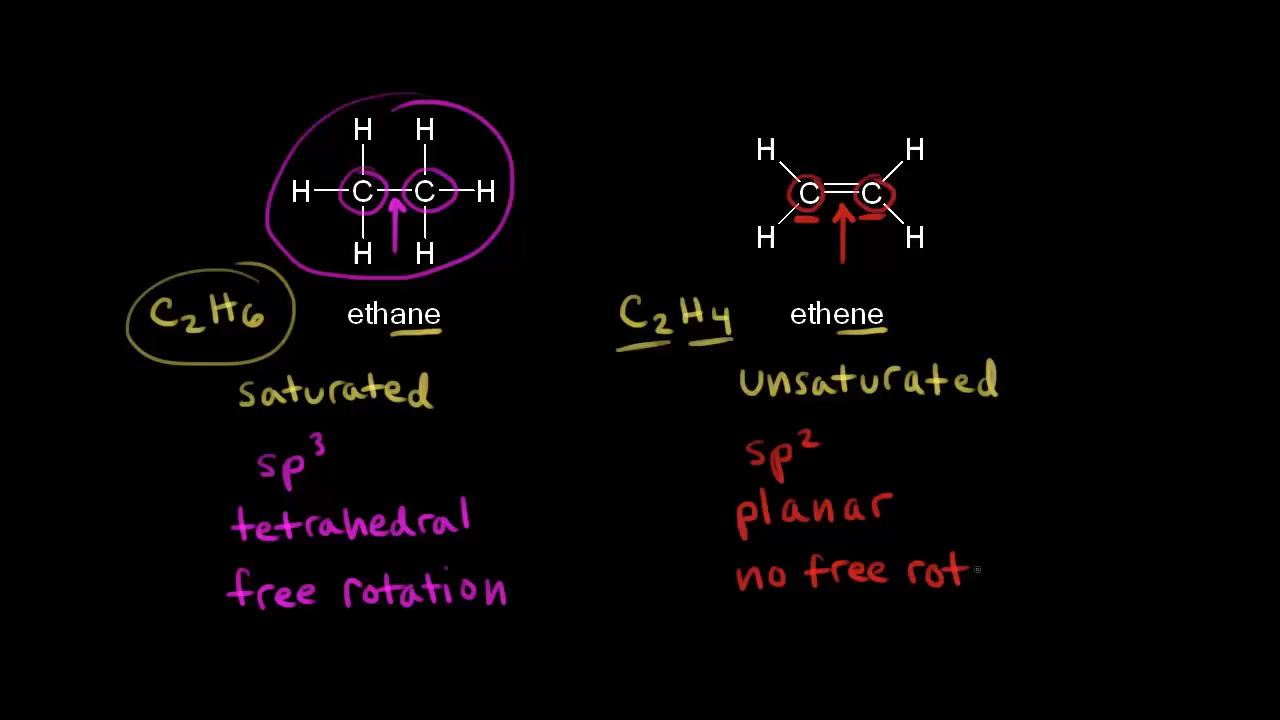 H H
H C C H
H H
H H
C C
H H
C2H6 ethane
saturated
sp3
tetrahedral
free rotation
C2H4 ethene
unsaturated
sp2
planar
no free rot